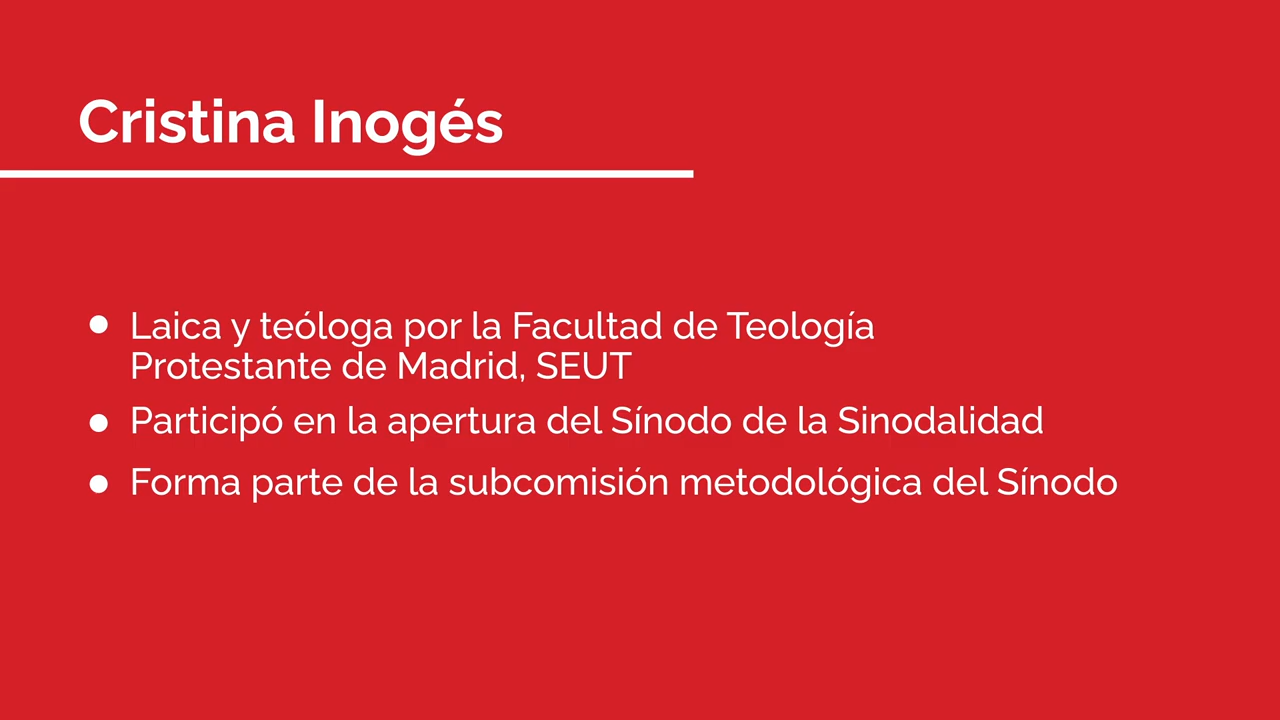 Cristina Inogés
● Laica y teóloga por la Facultad de Teología
Protestante de Madrid, SEUT
● Participó en la apertura del Sínodo de la Sinodalidad
● Forma parte de la subcomisión metodológica del Sínodo